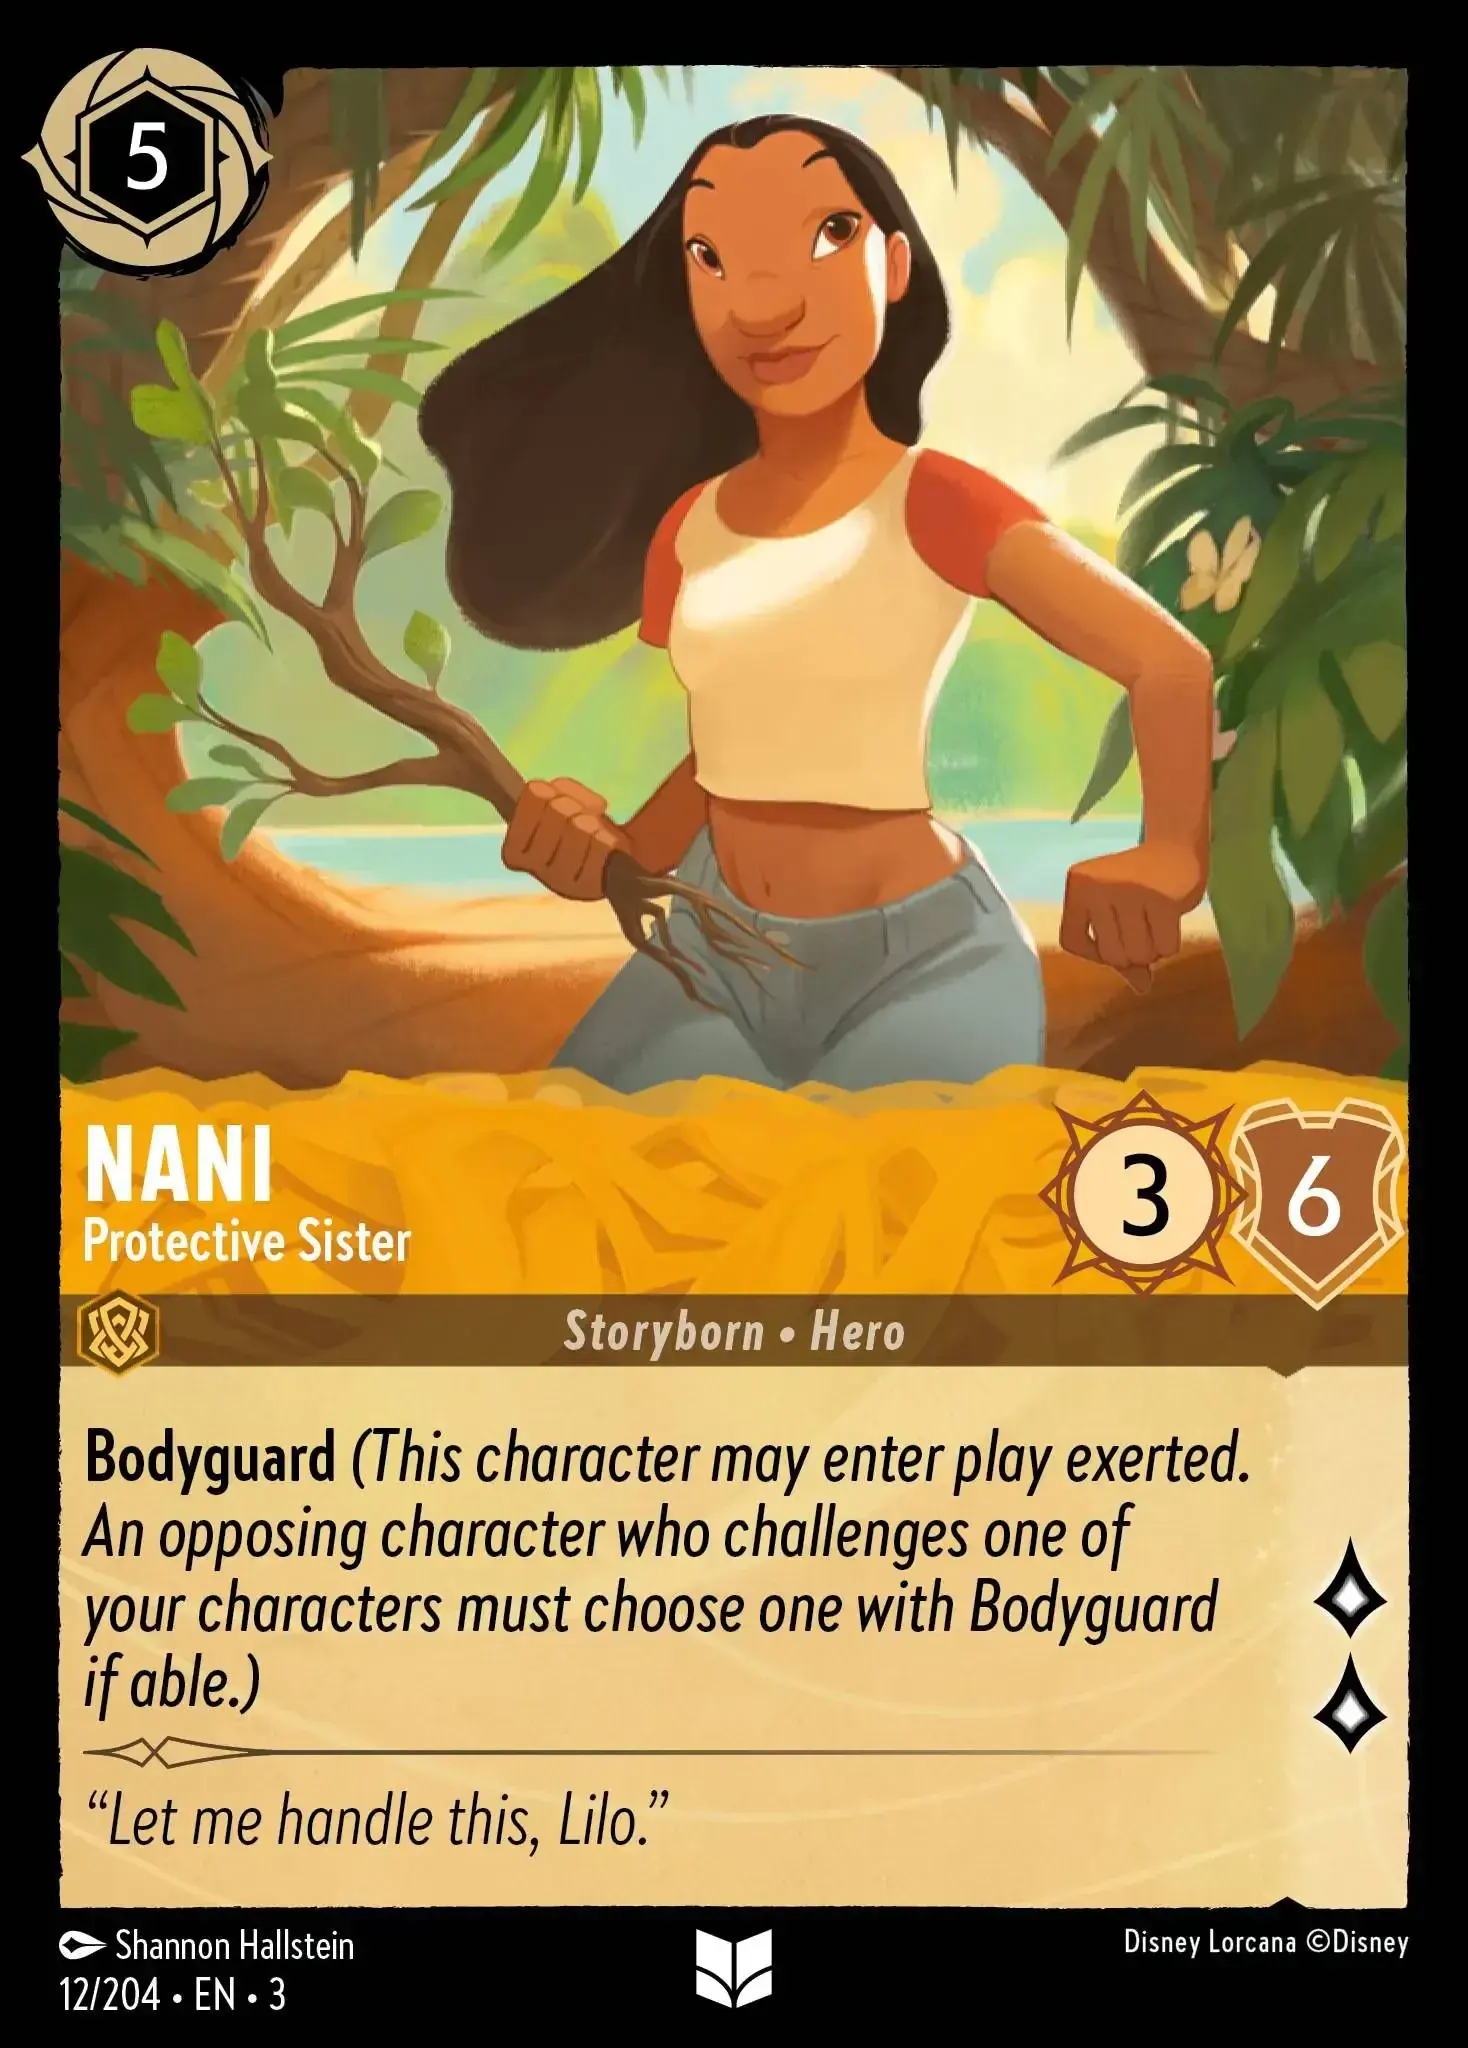 5
NANI
Protective Sister
3
6
Storyborn • Hero
Bodyguard (This character may enter play exerted.
An opposing character who challenges one of
your characters must choose one with Bodyguard
if able.)
“Let me handle this, Lilo.”
Shannon Hallstein
12/204 • EN • 3
Disney Lorcana ©Disney